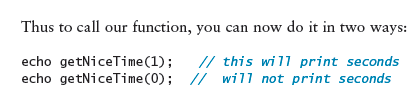 Thus to call our function, you can now do it in two ways:
echo getNiceTime(1);   // this will print seconds
echo getNiceTime(0);  //  will not print seconds